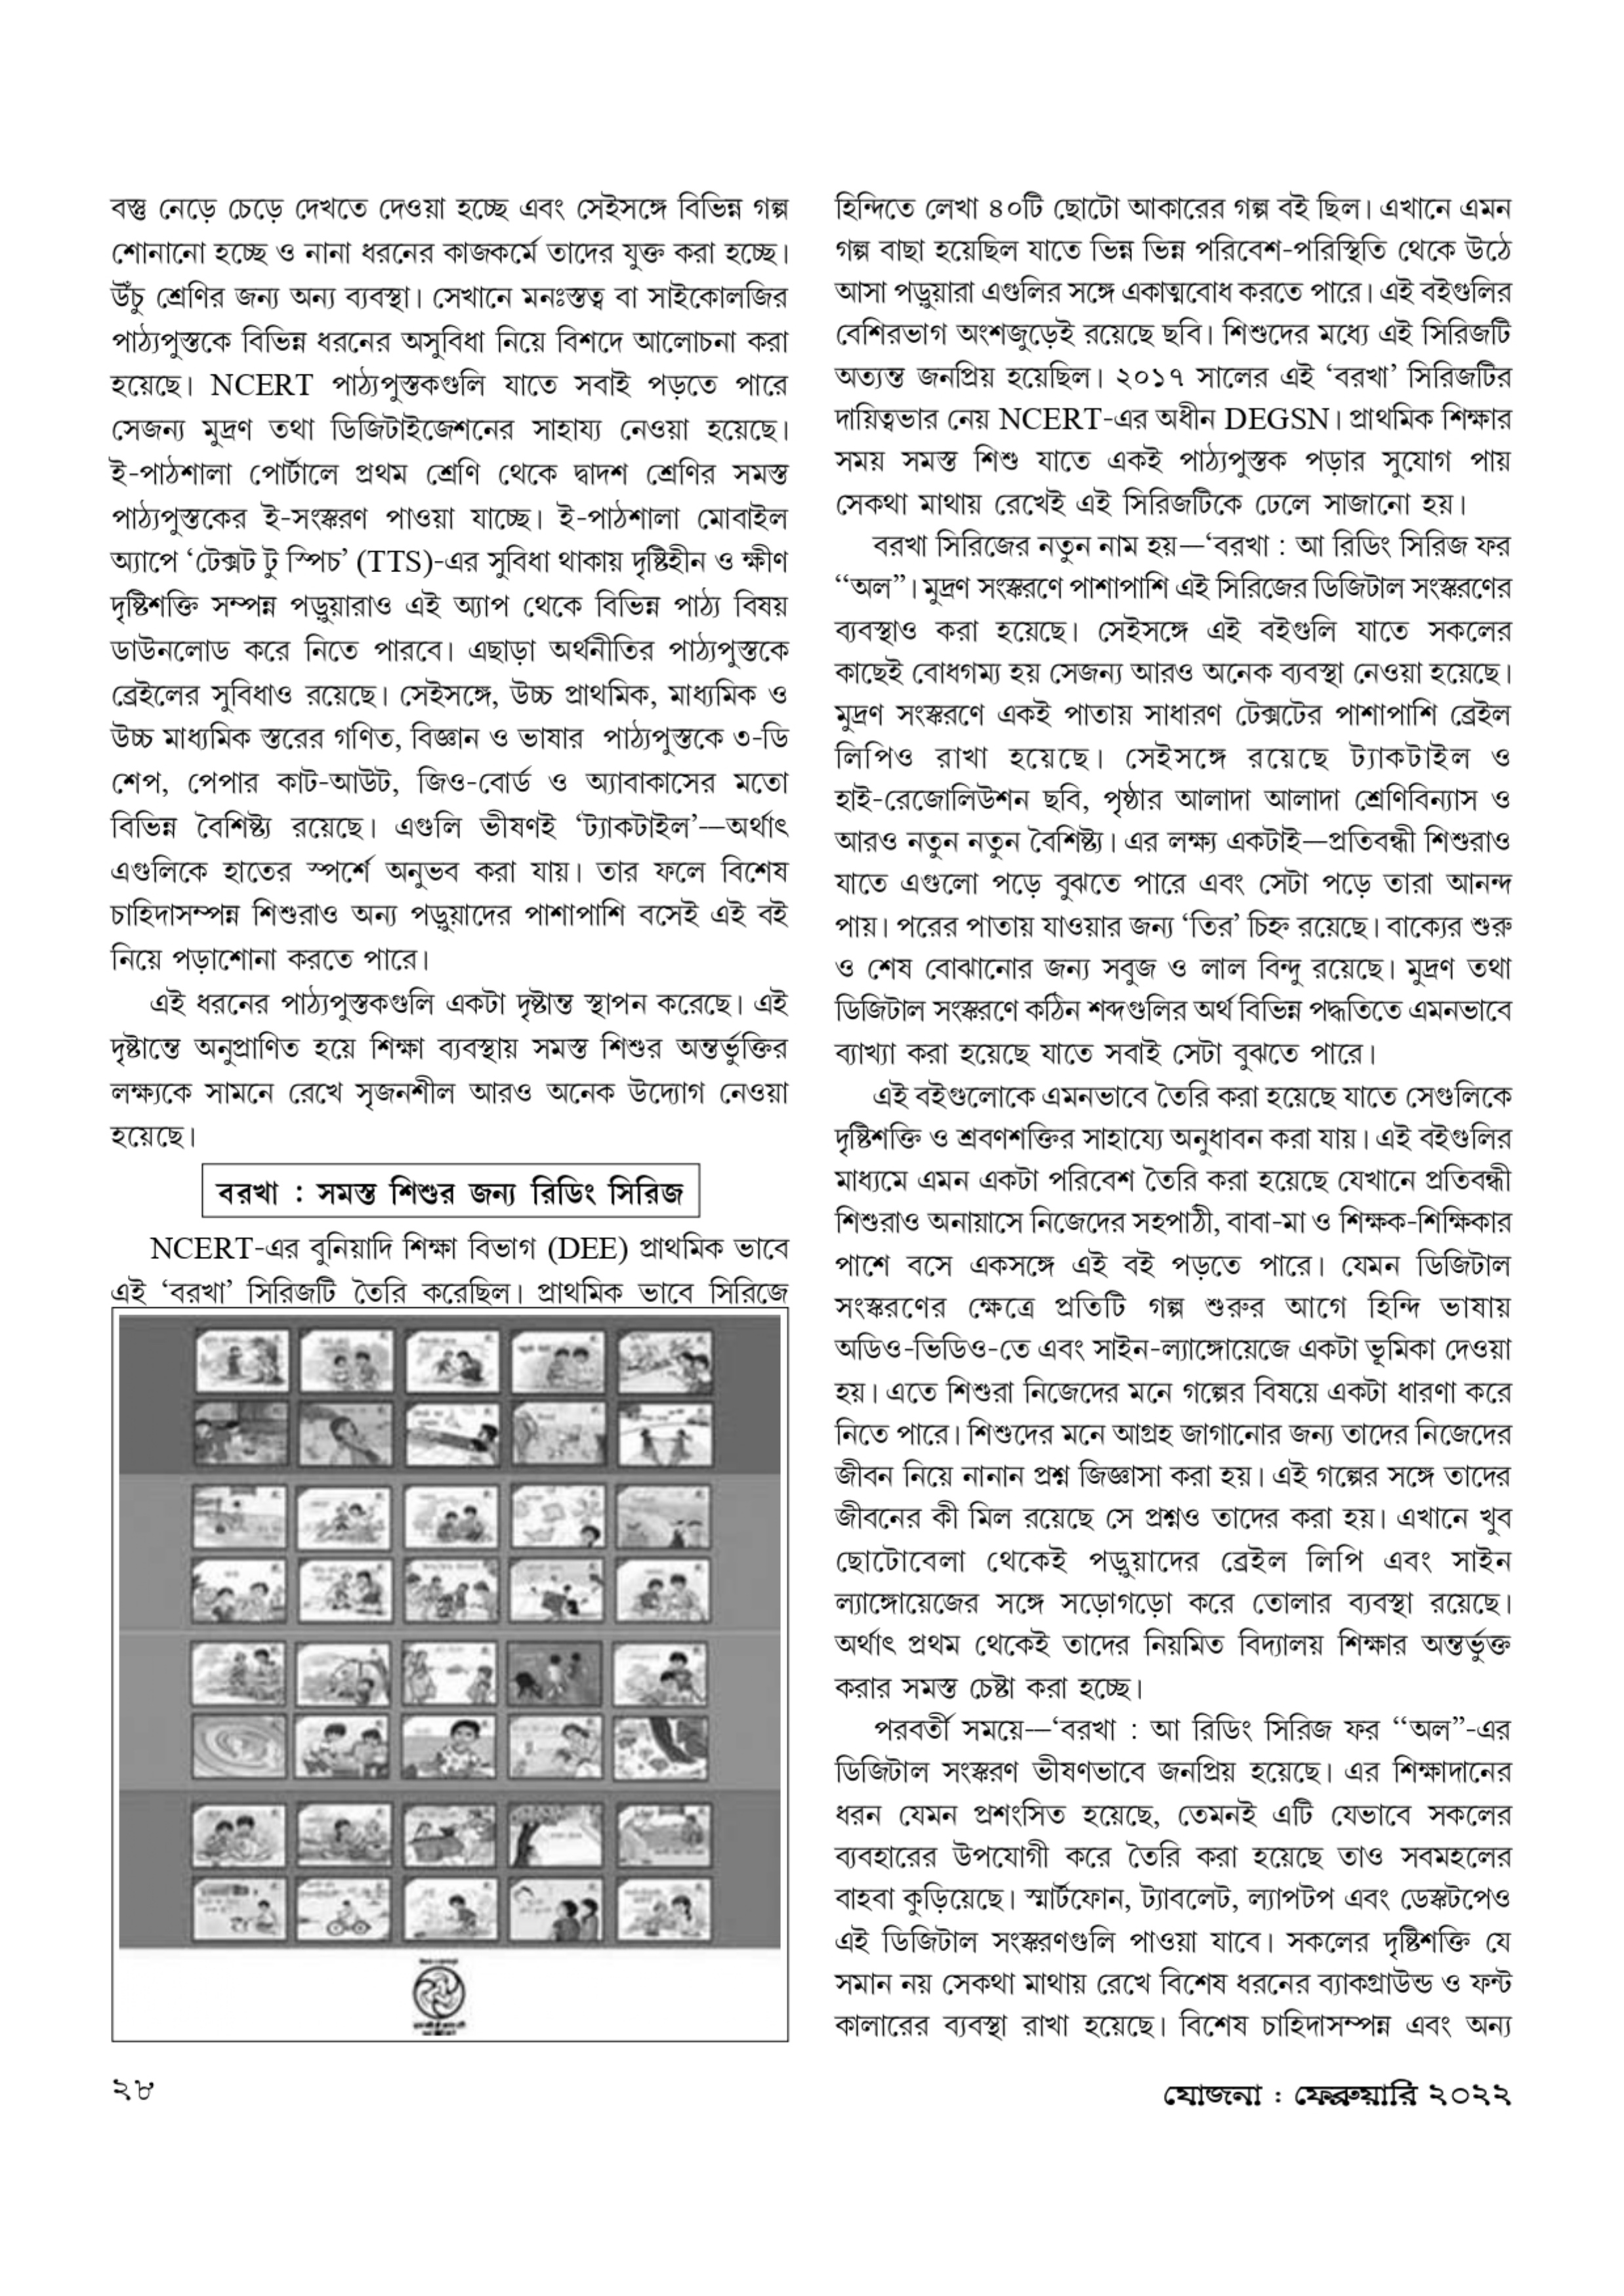 বস্তু নেড়ে চেড়ে দেখতে দেওয়া হচ্ছে এবং সেইসঙ্গে বিভিন্ন গল্প
শোনানো হচ্ছে ও নানা ধরনের কাজকর্মে তাদের যুক্ত করা হচ্ছে।
উঁচু শ্রেণির জন্য অন্য ব্যবস্থা। সেখানে মনঃস্তত্ব বা সাইকোলজির
পাঠ্যপুস্তকে বিভিন্ন ধরনের অসুবিধা নিয়ে বিশদে আলোচনা করা
হয়েছে। NCERT পাঠ্যপুস্তকগুলি যাতে সবাই পড়তে পারে
সেজন্য মুদ্রণ তথা ডিজিটাইজেশনের সাহায্য নেওয়া হয়েছে।
ই-পাঠশালা পোর্টালে প্রথম শ্রেণি থেকে দ্বাদশ শ্রেণির সমস্ত
পাঠ্যপুস্তকের ই-সংস্করণ পাওয়া যাচ্ছে। ই-পাঠশালা মোবাইল
অ্যাপে ‘টেক্সট টু স্পিচ’ (TTS)-এর সুবিধা থাকায় দৃষ্টিহীন ও ক্ষীণ
দৃষ্টিশক্তি সম্পন্ন পড়ুয়ারাও এই অ্যাপ থেকে বিভিন্ন পাঠ্য বিষয়
ডাউনলোড করে নিতে পারবে। এছাড়া অর্থনীতির পাঠ্যপুস্তকে
ব্রেইলের সুবিধাও রয়েছে। সেইসঙ্গে, উচ্চ প্রাথমিক, মাধ্যমিক ও
উচ্চ মাধ্যমিক স্তরের গণিত, বিজ্ঞান ও ভাষার পাঠ্যপুস্তকে ৩-ডি
শেপ, পেপার কাট-আউট, জিও-বোর্ড ও অ্যাবাকাসের মতো
বিভিন্ন বৈশিষ্ট্য রয়েছে। এগুলি ভীষণই ‘ট্যাকটাইল’—অর্থাৎ
এগুলিকে হাতের স্পর্শে অনুভব করা যায়। তার ফলে বিশেষ
চাহিদাসম্পন্ন শিশুরাও অন্য পড়ুয়াদের পাশাপাশি বসেই এই বই
নিয়ে পড়াশোনা করতে পারে।
এই ধরনের পাঠ্যপুস্তকগুলি একটা দৃষ্টান্ত স্থাপন করেছে। এই
দৃষ্টান্তে অনুপ্রাণিত হয়ে শিক্ষা ব্যবস্থায় সমস্ত শিশুর অন্তর্ভুক্তির
লক্ষ্যকে সামনে রেখে সৃজনশীল আরও অনেক উদ্যোগ নেওয়া
হয়েছে।
বরখা : সমস্ত শিশুর জন্য রিডিং সিরিজ
NCERT-এর বুনিয়াদি শিক্ষা বিভাগ (DEE) প্রাথমিক ভাবে
এই ‘বরখা’ সিরিজটি তৈরি করেছিল। প্রাথমিক ভাবে সিরিজে
হিন্দিতে লেখা ৪০টি ছোটো আকারের গল্প বই ছিল। এখানে এমন
গল্প বাছা হয়েছিল যাতে ভিন্ন ভিন্ন পরিবেশ-পরিস্থিতি থেকে উঠে
আসা পড়ুয়ারা এগুলির সঙ্গে একাত্মবোধ করতে পারে। এই বইগুলির
বেশিরভাগ অংশজুড়েই রয়েছে ছবি। শিশুদের মধ্যে এই সিরিজটি
অত্যন্ত জনপ্রিয় হয়েছিল। ২০১৭ সালের এই ‘বরখা’ সিরিজটির
দায়িত্বভার নেয় NCERT-এর অধীন DEGSN। প্রাথমিক শিক্ষার
সময় সমস্ত শিশু যাতে একই পাঠ্যপুস্তক পড়ার সুযোগ পায়
সেকথা মাথায় রেখেই এই সিরিজটিকে ঢেলে সাজানো হয়।
বরখা সিরিজের নতুন নাম হয়—‘বরখা : আ রিডিং সিরিজ ফর
‘‘অল’’। মুদ্রণ সংস্করণে পাশাপাশি এই সিরিজের ডিজিটাল সংস্করণের
ব্যবস্থাও করা হয়েছে। সেইসঙ্গে এই বইগুলি যাতে সকলের
কাছেই বোধগম্য হয় সেজন্য আরও অনেক ব্যবস্থা নেওয়া হয়েছে।
মুদ্রণ সংস্করণে একই পাতায় সাধারণ টেক্সটের পাশাপাশি ব্রেইল
লিপিও রাখা হয়েছে। সেইসঙ্গে রয়েছে ট্যাকটাইল ও
হাই-রেজোলিউশন ছবি, পৃষ্ঠার আলাদা আলাদা শ্রেণিবিন্যাস ও
আরও নতুন নতুন বৈশিষ্ট্য। এর লক্ষ্য একটাই—প্রতিবন্ধী শিশুরাও
যাতে এগুলো পড়ে বুঝতে পারে এবং সেটা পড়ে তারা আনন্দ
পায়। পরের পাতায় যাওয়ার জন্য ‘তির’ চিহ্ন রয়েছে। বাক্যের শুরু
ও শেষ বোঝানোর জন্য সবুজ ও লাল বিন্দু রয়েছে। মুদ্রণ তথা
ডিজিটাল সংস্করণে কঠিন শব্দগুলির অর্থ বিভিন্ন পদ্ধতিতে এমনভাবে
ব্যাখ্যা করা হয়েছে যাতে সবাই সেটা বুঝতে পারে।
এই বইগুলোকে এমনভাবে তৈরি করা হয়েছে যাতে সেগুলিকে
দৃষ্টিশক্তি ও শ্রবণশক্তির সাহায্যে অনুধাবন করা যায়। এই বইগুলির
মাধ্যমে এমন একটা পরিবেশ তৈরি করা হয়েছে যেখানে প্রতিবন্ধী
শিশুরাও অনায়াসে নিজেদের সহপাঠী, বাবা-মা ও শিক্ষক-শিক্ষিকার
পাশে বসে একসঙ্গে এই বই পড়তে পারে। যেমন ডিজিটাল
সংস্করণের ক্ষেত্রে প্রতিটি গল্প শুরুর আগে হিন্দি ভাষায়
অডিও-ভিডিও-তে এবং সাইন-ল্যাঙ্গোয়েজে একটা ভূমিকা দেওয়া
হয়। এতে শিশুরা নিজেদের মনে গল্পের বিষয়ে একটা ধারণা করে
নিতে পারে। শিশুদের মনে আগ্রহ জাগানোর জন্য তাদের নিজেদের
জীবন নিয়ে নানান প্রশ্ন জিজ্ঞাসা করা হয়। এই গল্পের সঙ্গে তাদের
জীবনের কী মিল রয়েছে সে প্রশ্নও তাদের করা হয়। এখানে খুব
ছোটোবেলা থেকেই পড়ুয়াদের ব্রেইল লিপি এবং সাইন
ল্যাঙ্গোয়েজের সঙ্গে সড়োগড়ো করে তোলার ব্যবস্থা রয়েছে।
অর্থাৎ প্রথম থেকেই তাদের নিয়মিত বিদ্যালয় শিক্ষার অন্তর্ভুক্ত
করার সমস্ত চেষ্টা করা হচ্ছে।
পরবর্তী সময়ে—‘বরখা : আ রিডিং সিরিজ ফর ‘‘অল’’-এর
ডিজিটাল সংস্করণ ভীষণভাবে জনপ্রিয় হয়েছে। এর শিক্ষাদানের
ধরন যেমন প্রশংসিত হয়েছে, তেমনই এটি যেভাবে সকলের
ব্যবহারের উপযোগী করে তৈরি করা হয়েছে তাও সবমহলের
বাহবা কুড়িয়েছে। স্মার্টফোন, ট্যাবলেট, ল্যাপটপ এবং ডেস্কটপেও
এই ডিজিটাল সংস্করণগুলি পাওয়া যাবে। সকলের দৃষ্টিশক্তি যে
সমান নয় সেকথা মাথায় রেখে বিশেষ ধরনের ব্যাকগ্রাউন্ড ও ফন্ট
কালারের ব্যবস্থা রাখা হয়েছে। বিশেষ চাহিদাসম্পন্ন এবং অন্য
২৮
যোজনা : ফেব্রুয়ারি ২০২২